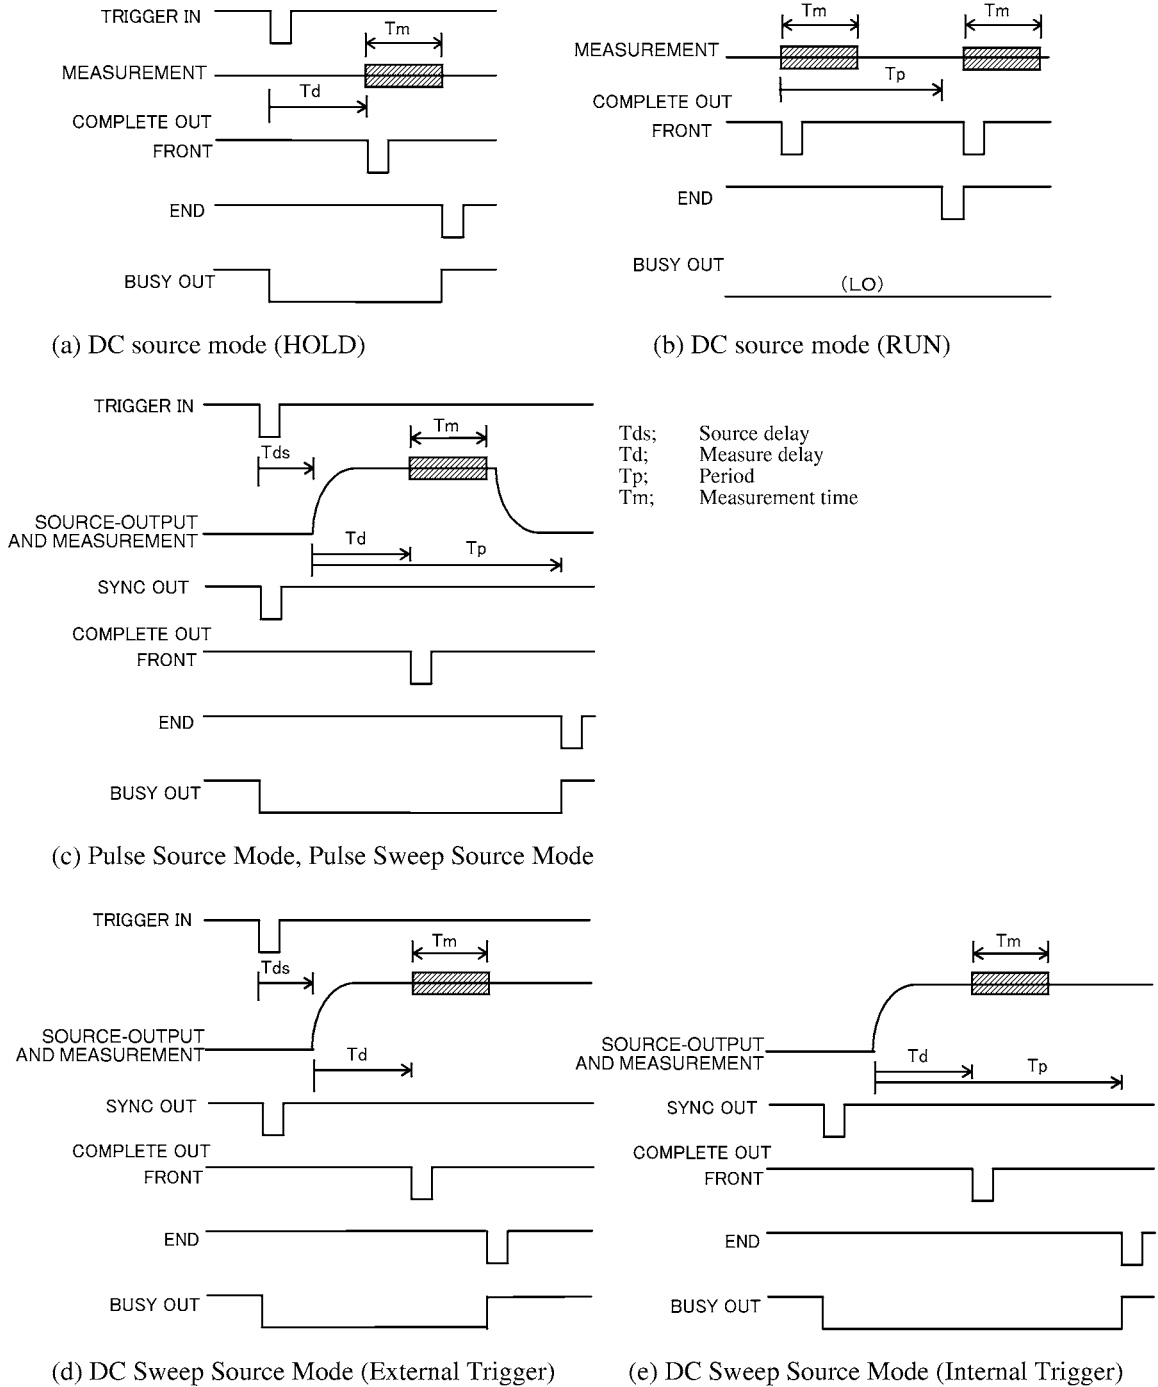 TRIGGER IN
Tm
MEASUREMENT
Td
COMPLETE OUT
FRONT
END
BUSY OUT
(a) DC source mode (HOLD)
Tm
Tm
MEASUREMENT
Tp
COMPLETE OUT
FRONT
END
BUSY OUT
(LO)
(b) DC source mode (RUN)
TRIGGER IN
Tm
Tds
SOURCE-OUTPUT
AND MEASUREMENT
Td
Tp
SYNC OUT
COMPLETE OUT
FRONT
END
BUSY OUT
(c) Pulse Source Mode, Pulse Sweep Source Mode
Tds; Source delay
Td; Measure delay
Tp; Period
Tm; Measurement time
TRIGGER IN
Tm
Tds
SOURCE-OUTPUT
AND MEASUREMENT
Td
SYNC OUT
COMPLETE OUT
FRONT
END
BUSY OUT
(d) DC Sweep Source Mode (External Trigger)
Tm
SOURCE-OUTPUT
AND MEASUREMENT
Td
Tp
SYNC OUT
COMPLETE OUT
FRONT
END
BUSY OUT
(e) DC Sweep Source Mode (Internal Trigger)